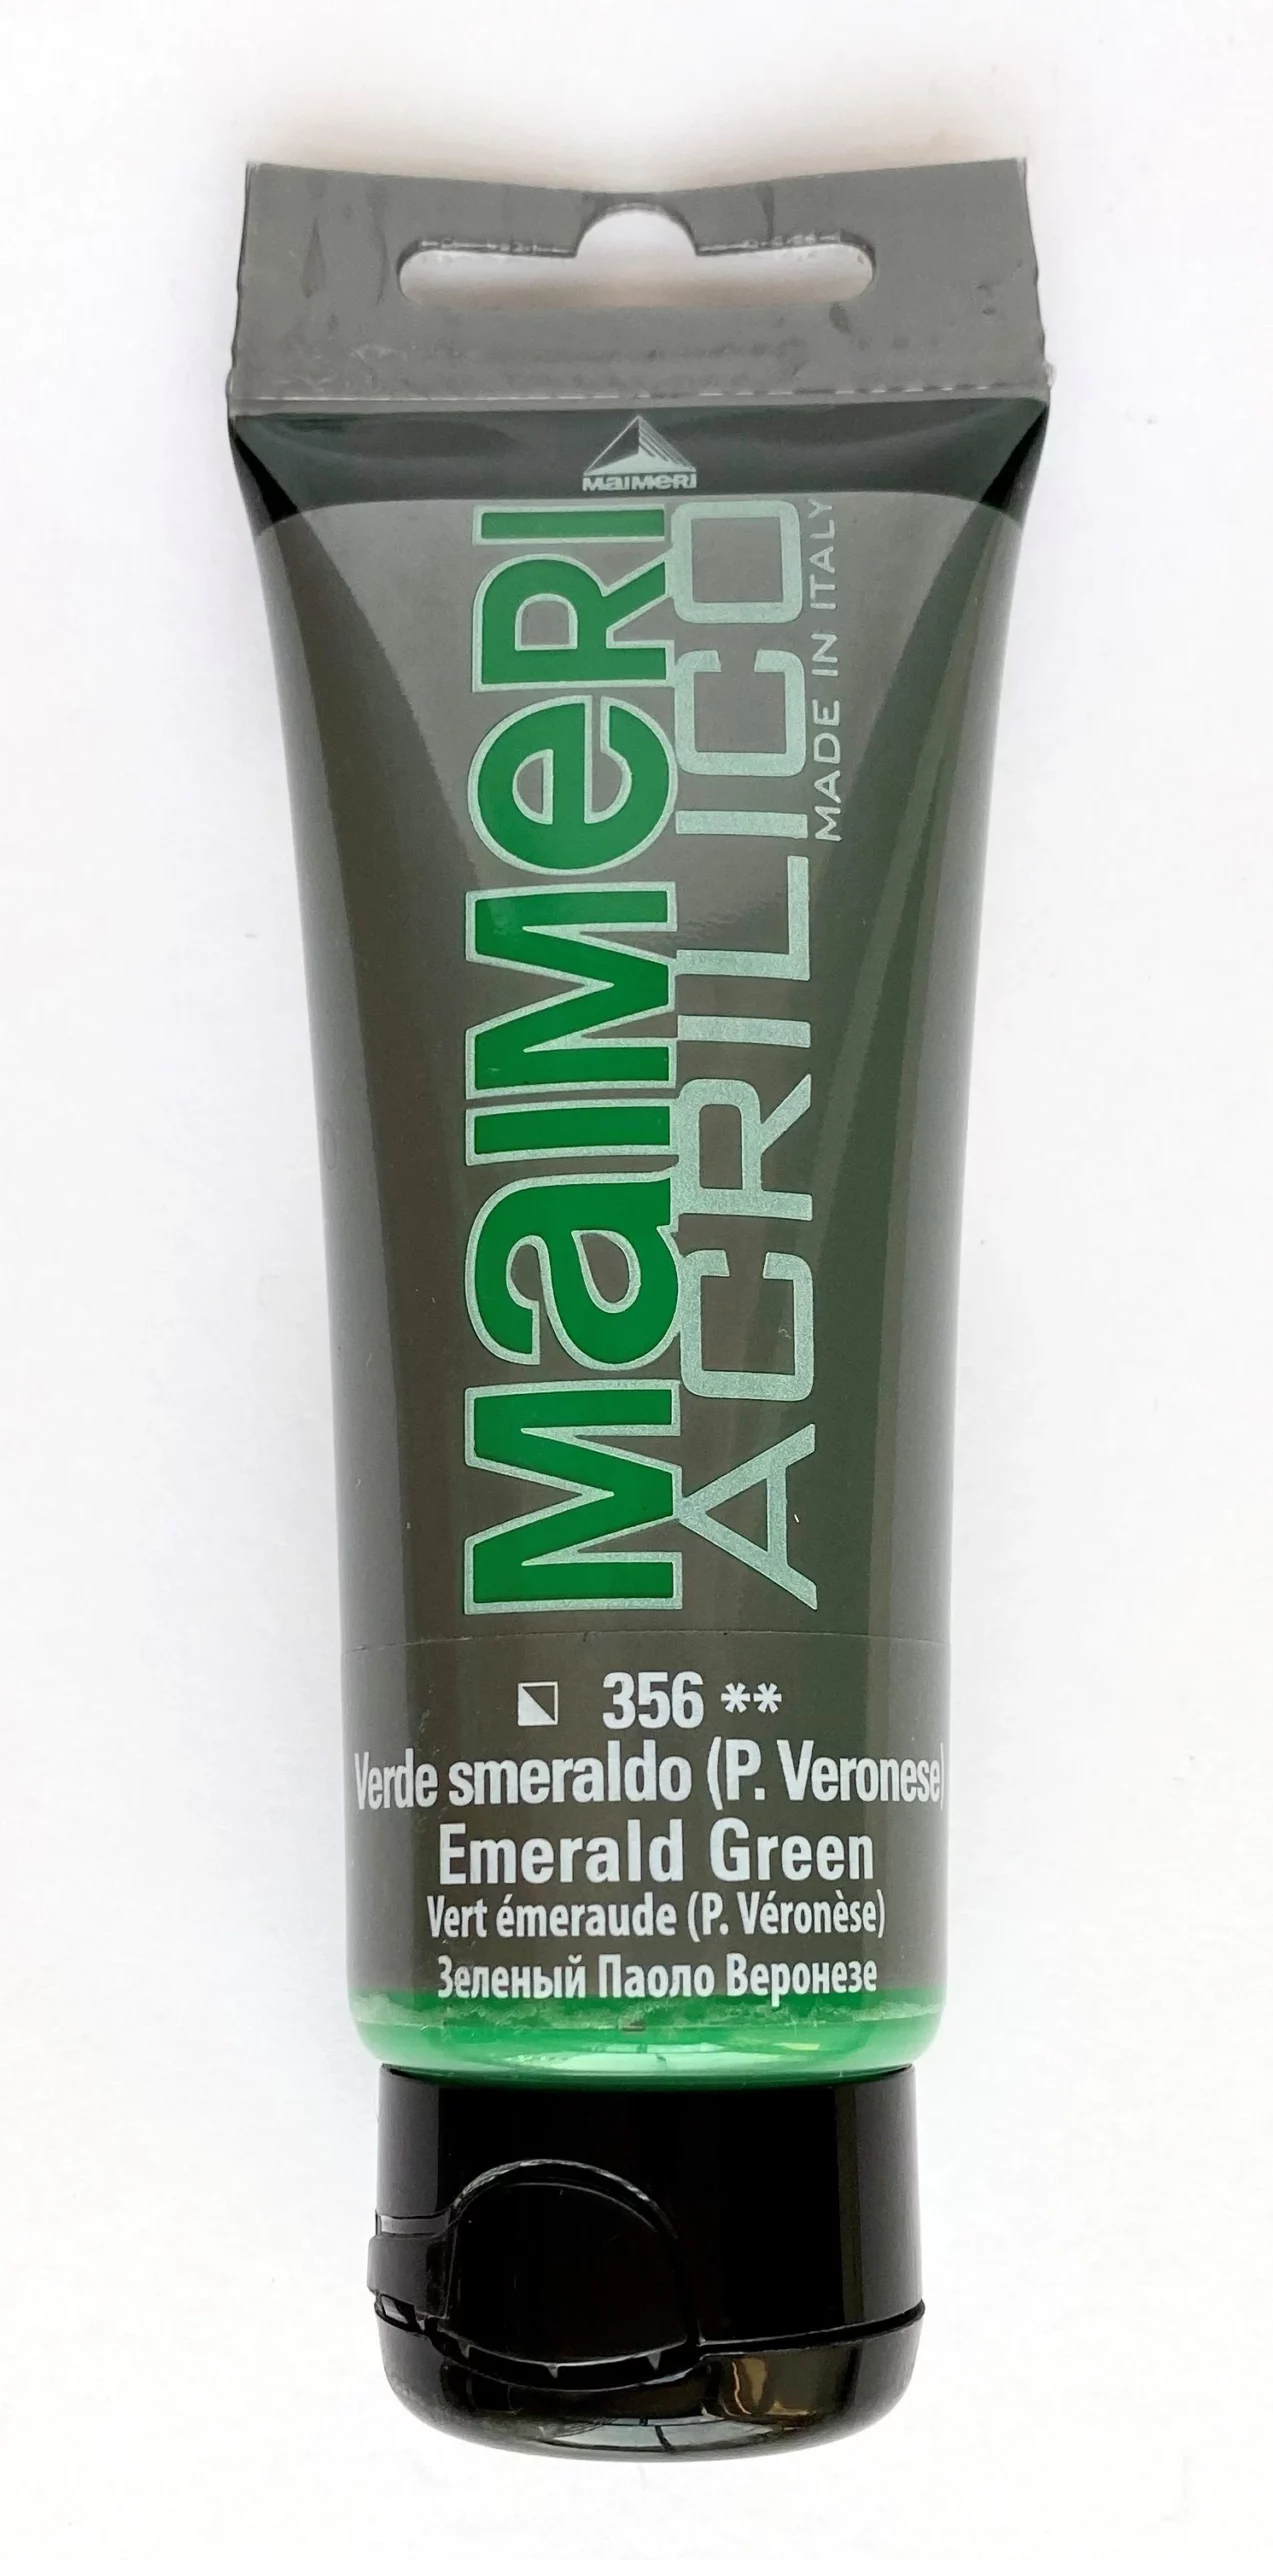 MaIMeRI
MaIMeRI
ACRILICO
MADE IN ITALY
356 **
Verde smeraldo (P. Veronese)
Emerald Green
Vert émeraude (P. Véronèse)
Зеленый Паоло Веронезе